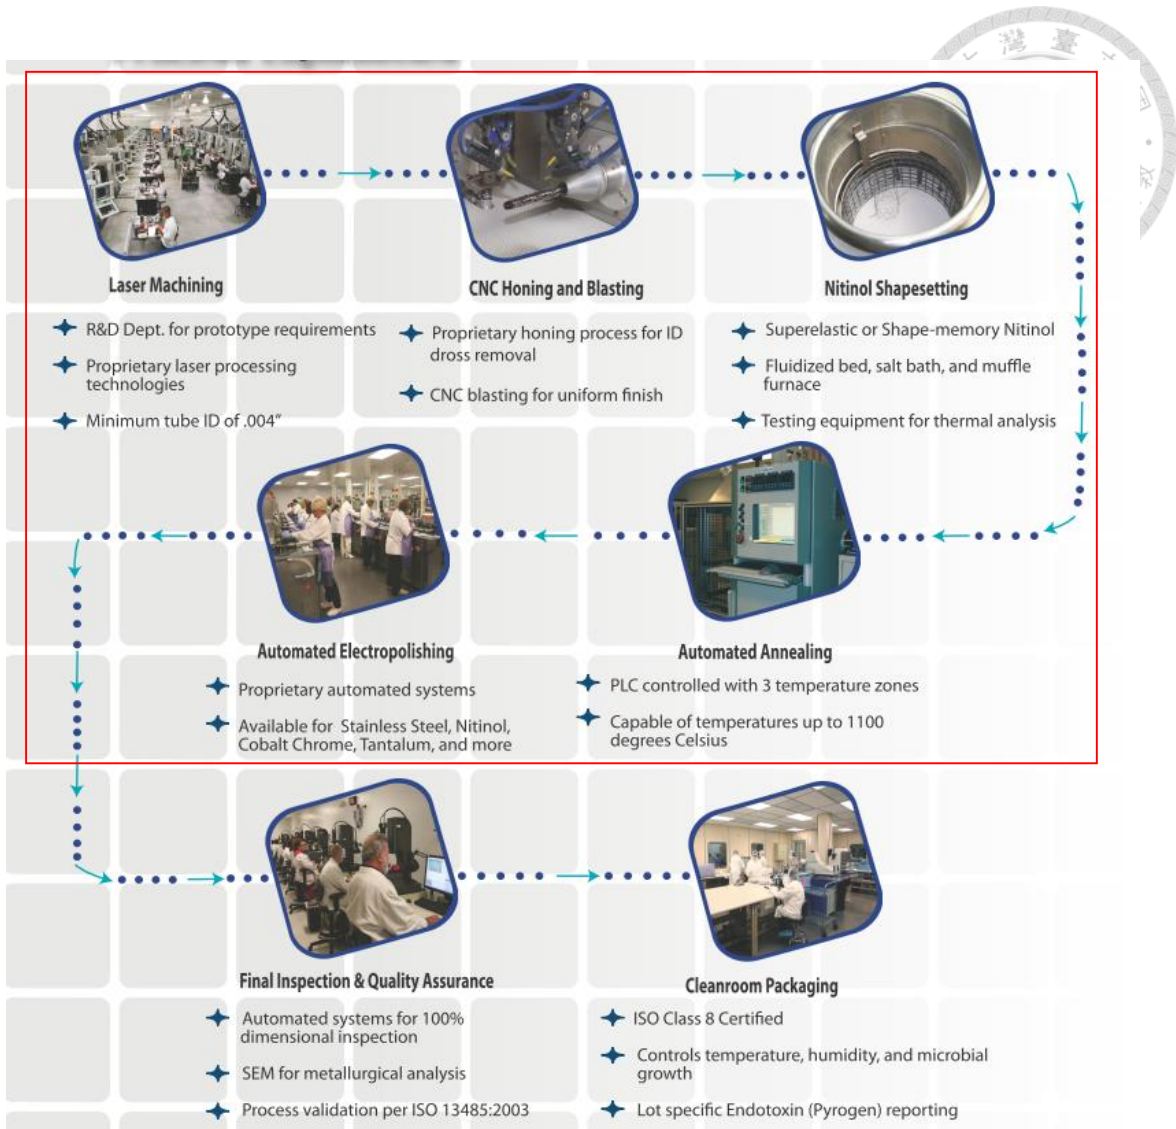 灣 臺
Laser Machining
R&D Dept. for prototype requirements
Proprietary laser processing
technologies
Minimum tube ID of .004"
CNC Honing and Blasting
Proprietary honing process for ID
dross removal
CNC blasting for uniform finish
Nitinol Shapesetting
Superelastic or Shape-memory Nitinol
Fluidized bed, salt bath, and muffle
furnace
Testing equipment for thermal analysis
Automated Electropolishing
Proprietary automated systems
Available for Stainless Steel, Nitinol,
Cobalt Chrome, Tantalum, and more
Automated Annealing
PLC controlled with 3 temperature zones
Capable of temperatures up to 1100
degrees Celsius
Final Inspection & Quality Assurance
Automated systems for 100%
dimensional inspection
SEM for metallurgical analysis
Process validation per ISO 13485:2003
Cleanroom Packaging
ISO Class 8 Certified
Controls temperature, humidity, and microbial
growth
Lot specific Endotoxin (Pyrogen) reporting